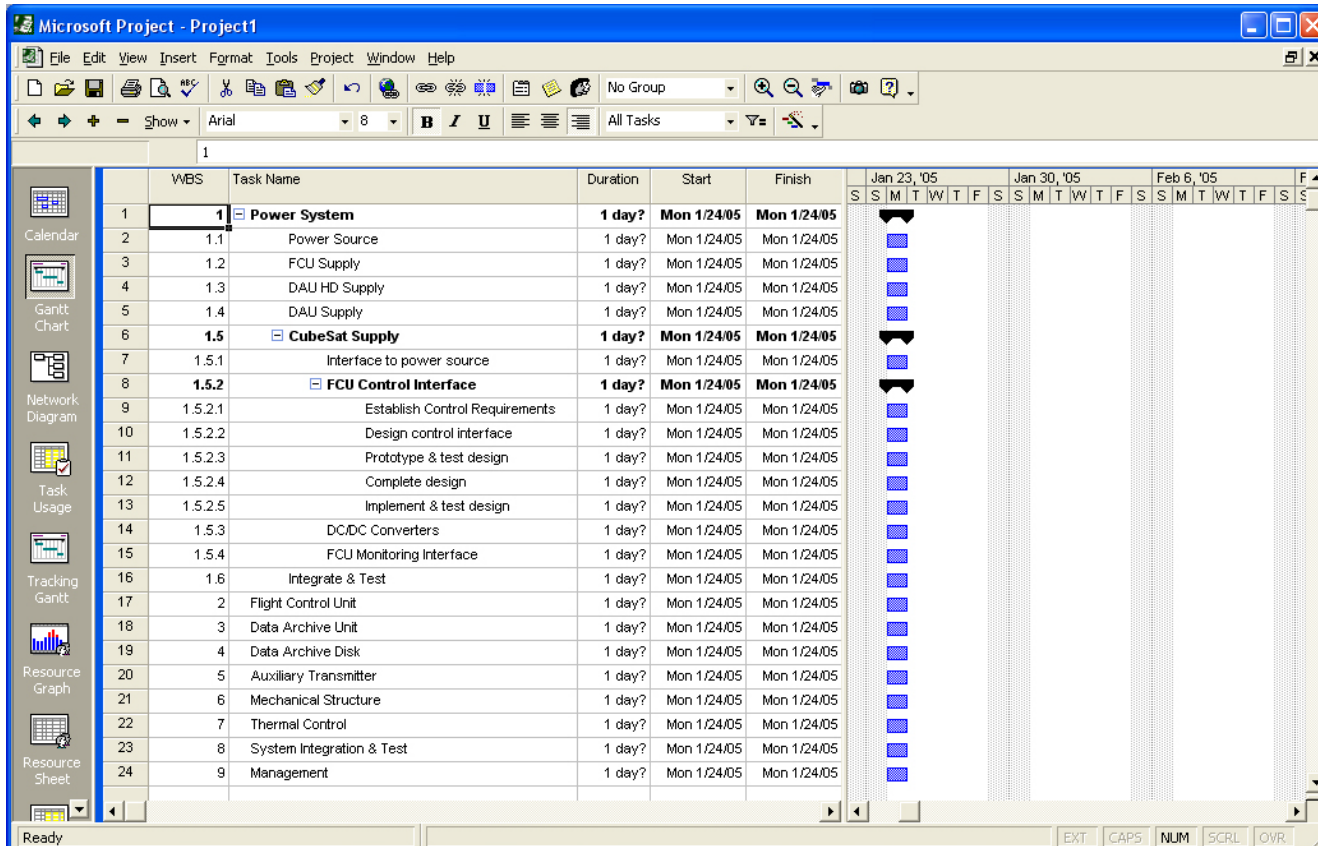 Microsoft Project - Project1
File Edit View Insert Format Tools Project Window Help
No Group
Show Arial 8 B I U All Tasks
1
WBS Task Name Duration Start Finish Jan 23, '05 Jan 30, '05 Feb 6, '05 F
S S M T W T F S S M T W T F S S M T W T F S S
1 1 Power System 1 day? Mon 1/24/05 Mon 1/24/05
2 1.1 Power Source 1 day? Mon 1/24/05 Mon 1/24/05
3 1.2 FCU Supply 1 day? Mon 1/24/05 Mon 1/24/05
4 1.3 DAU HD Supply 1 day? Mon 1/24/05 Mon 1/24/05
5 1.4 DAU Supply 1 day? Mon 1/24/05 Mon 1/24/05
6 1.5 CubeSat Supply 1 day? Mon 1/24/05 Mon 1/24/05
7 1.5.1 Interface to power source 1 day? Mon 1/24/05 Mon 1/24/05
8 1.5.2 FCU Control Interface 1 day? Mon 1/24/05 Mon 1/24/05
9 1.5.2.1 Establish Control Requirements 1 day? Mon 1/24/05 Mon 1/24/05
10 1.5.2.2 Design control interface 1 day? Mon 1/24/05 Mon 1/24/05
11 1.5.2.3 Prototype & test design 1 day? Mon 1/24/05 Mon 1/24/05
12 1.5.2.4 Complete design 1 day? Mon 1/24/05 Mon 1/24/05
13 1.5.2.5 Implement & test design 1 day? Mon 1/24/05 Mon 1/24/05
14 1.5.3 DC/DC Converters 1 day? Mon 1/24/05 Mon 1/24/05
15 1.5.4 FCU Monitoring Interface 1 day? Mon 1/24/05 Mon 1/24/05
16 1.6 Integrate & Test 1 day? Mon 1/24/05 Mon 1/24/05
17 2 Flight Control Unit 1 day? Mon 1/24/05 Mon 1/24/05
18 3 Data Archive Unit 1 day? Mon 1/24/05 Mon 1/24/05
19 4 Data Archive Disk 1 day? Mon 1/24/05 Mon 1/24/05
20 5 Auxiliary Transmitter 1 day? Mon 1/24/05 Mon 1/24/05
21 6 Mechanical Structure 1 day? Mon 1/24/05 Mon 1/24/05
22 7 Thermal Control 1 day? Mon 1/24/05 Mon 1/24/05
23 8 System Integration & Test 1 day? Mon 1/24/05 Mon 1/24/05
24 9 Management 1 day? Mon 1/24/05 Mon 1/24/05
Calendar
Gantt
Chart
Network
Diagram
Task
Usage
Tracking
Gantt
Resource
Graph
Resource
Sheet
Ready EXT CAPS NUM SCRL OVR